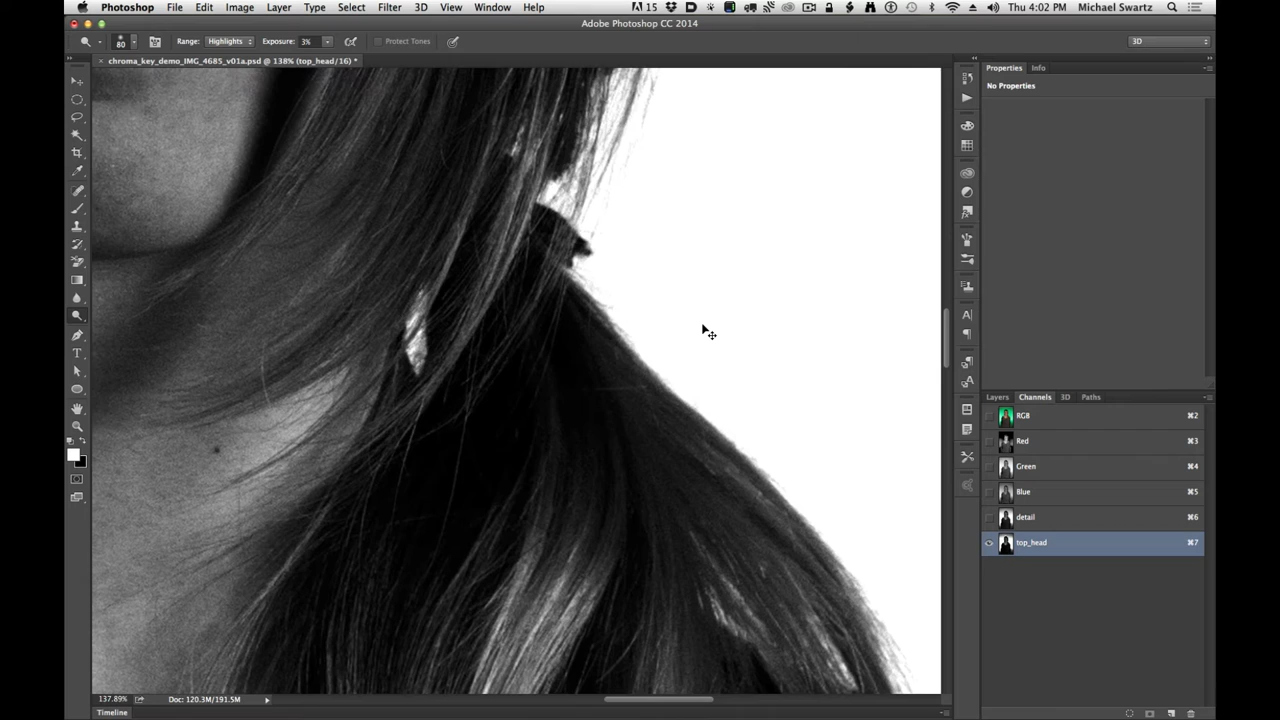 Photoshop File Edit Image Layer Type Select Filter 3D View Window Help 15 Thu 4:02 PM Michael Swartz
Adobe Photoshop CC 2014
80 Range: Highlights Exposure: 3% Protect Tones 3D
× chroma_key_demo_IMG_4685_v01a.psd @ 138% (top_head/16) *
Properties Info
No Properties
Layers Channels 3D Paths
RGB ⌘2
Red ⌘3
Green ⌘4
Blue ⌘5
detail ⌘6
top_head ⌘7
137.89% Doc: 120.3M/191.5M
Timeline